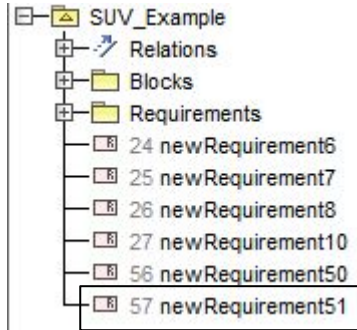 SUV_Example
Relations
Blocks
Requirements
24 newRequirement6
25 newRequirement7
26 newRequirement8
27 newRequirement10
56 newRequirement50
57 newRequirement51